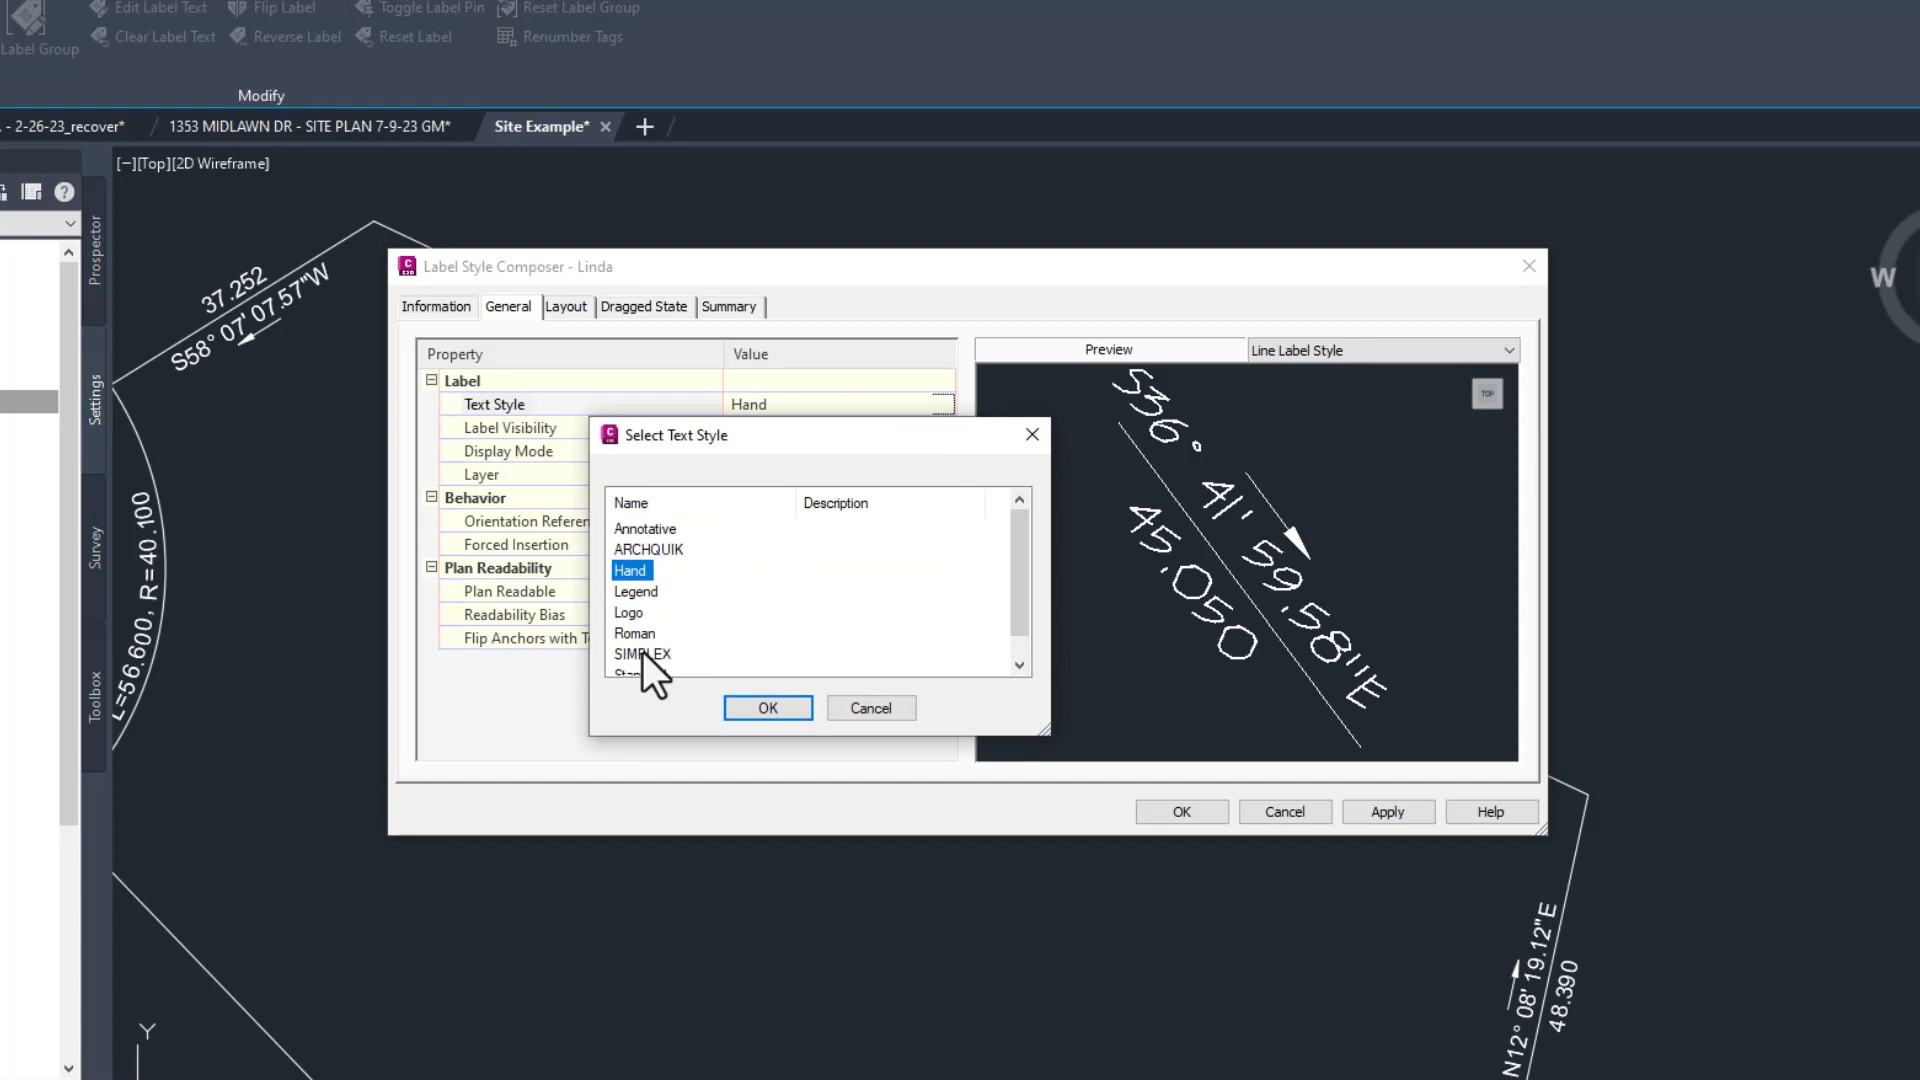 Edit Label Text
Flip Label
Toggle Label Pin
Reset Label Group
Label Group
Clear Label Text
Reverse Label
Reset Label
Renumber Tags
Modify
- 2-26-23_recover*
1353 MIDLAWN DR - SITE PLAN 7-9-23 GM*
Site Example*
[−][Top][2D Wireframe]
Prospector
Settings
Survey
Toolbox
37.252
S58° 07' 07.57"W
L=56.600, R=40.100
W
Label Style Composer - Linda
Information
General
Layout
Dragged State
Summary
Property
Value
Label
Text Style
Hand
Label Visibility
Display Mode
Layer
Behavior
Orientation Referen
Forced Insertion
Plan Readability
Plan Readable
Readability Bias
Flip Anchors with Te
Preview
Line Label Style
TOP
S36° 41' 59.58"E
45.050
Select Text Style
Name
Description
Annotative
ARCHQUIK
Hand
Legend
Logo
Roman
SIMPLEX
OK
Cancel
OK
Cancel
Apply
Help
N12° 08' 19.12"E
48.390
Y